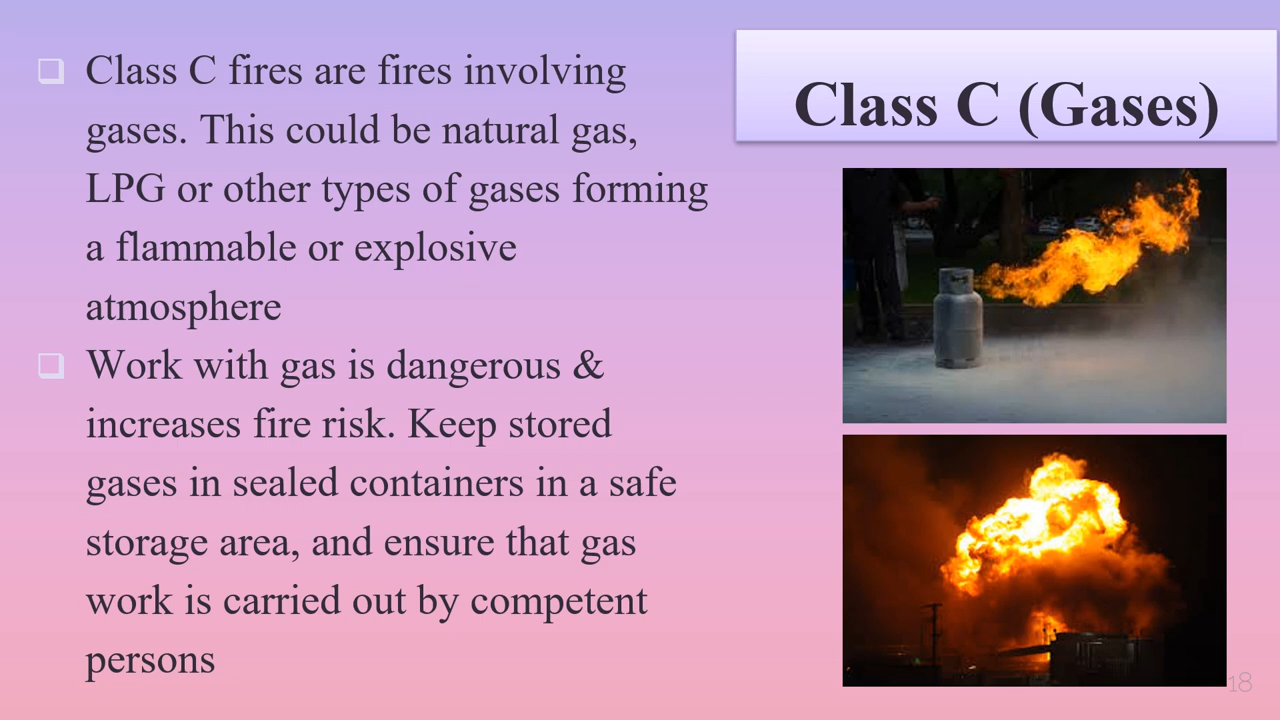 Class C (Gases)
Class C fires are fires involving
gases. This could be natural gas,
LPG or other types of gases forming
a flammable or explosive
atmosphere
Work with gas is dangerous &
increases fire risk. Keep stored
gases in sealed containers in a safe
storage area, and ensure that gas
work is carried out by competent
persons
18